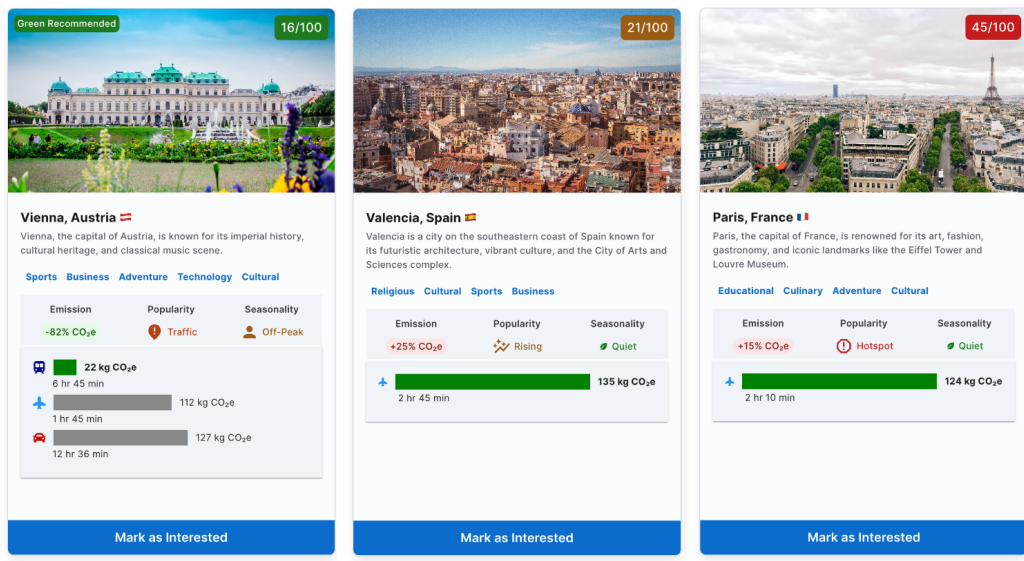 Green Recommended
16/100
Vienna, Austria
Vienna, the capital of Austria, is known for its imperial history,
cultural heritage, and classical music scene.
Sports Business Adventure Technology Cultural
Emission Popularity Seasonality
-82% CO₂e Traffic Off-Peak
22 kg CO₂e
6 hr 45 min
112 kg CO₂e
1 hr 45 min
127 kg CO₂e
12 hr 36 min
Mark as Interested
21/100
Valencia, Spain
Valencia is a city on the southeastern coast of Spain known for
its futuristic architecture, vibrant culture, and the City of Arts and
Sciences complex.
Religious Cultural Sports Business
Emission Popularity Seasonality
+25% CO₂e Rising Quiet
135 kg CO₂e
2 hr 45 min
Mark as Interested
45/100
Paris, France
Paris, the capital of France, is renowned for its art, fashion,
gastronomy, and iconic landmarks like the Eiffel Tower and
Louvre Museum.
Educational Culinary Adventure Cultural
Emission Popularity Seasonality
+15% CO₂e Hotspot Quiet
124 kg CO₂e
2 hr 10 min
Mark as Interested